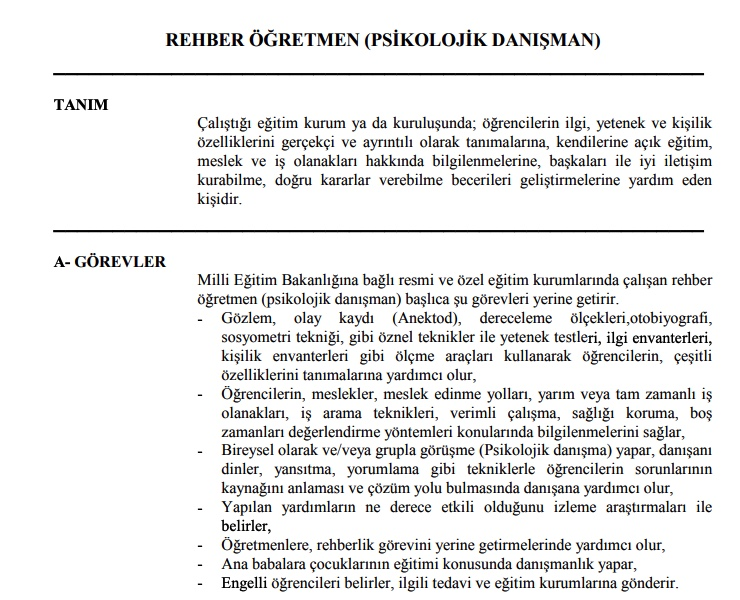 REHBER ÖĞRETMEN (PSİKOLOJİK DANIŞMAN)
TANIM
Çalıştığı eğitim kurum ya da kuruluşunda; öğrencilerin ilgi, yetenek ve kişilik
özelliklerini gerçekçi ve ayrıntılı olarak tanımalarına, kendilerine açık eğitim,
meslek ve iş olanakları hakkında bilgilenmelerine, başkaları ile iyi iletişim
kurabilme, doğru kararlar verebilme becerileri geliştirmelerine yardım eden
kişidir.
A- GÖREVLER
Milli Eğitim Bakanlığına bağlı resmi ve özel eğitim kurumlarında çalışan rehber
öğretmen (psikolojik danışman) başlıca şu görevleri yerine getirir.
- Gözlem, olay kaydı (Anektod), dereceleme ölçekleri,otobiyografi,
sosyometri tekniği, gibi öznel teknikler ile yetenek testleri, ilgi envanterleri,
kişilik envanterleri gibi ölçme araçları kullanarak öğrencilerin, çeşitli
özelliklerini tanımalarına yardımcı olur,
- Öğrencilerin, meslekler, meslek edinme yolları, yarım veya tam zamanlı iş
olanakları, iş arama teknikleri, verimli çalışma, sağlığı koruma, boş
zamanları değerlendirme yöntemleri konularında bilgilenmelerini sağlar,
- Bireysel olarak ve/veya grupla görüşme (Psikolojik danışma) yapar, danışanı
dinler, yansıtma, yorumlama gibi tekniklerle öğrencilerin sorunlarının
kaynağını anlaması ve çözüm yolu bulmasında danışana yardımcı olur,
- Yapılan yardımların ne derece etkili olduğunu izleme araştırmaları ile
belirler,
- Öğretmenlere, rehberlik görevini yerine getirmelerinde yardımcı olur,
- Ana babalara çocuklarının eğitimi konusunda danışmanlık yapar,
- Engelli öğrencileri belirler, ilgili tedavi ve eğitim kurumlarına gönderir.